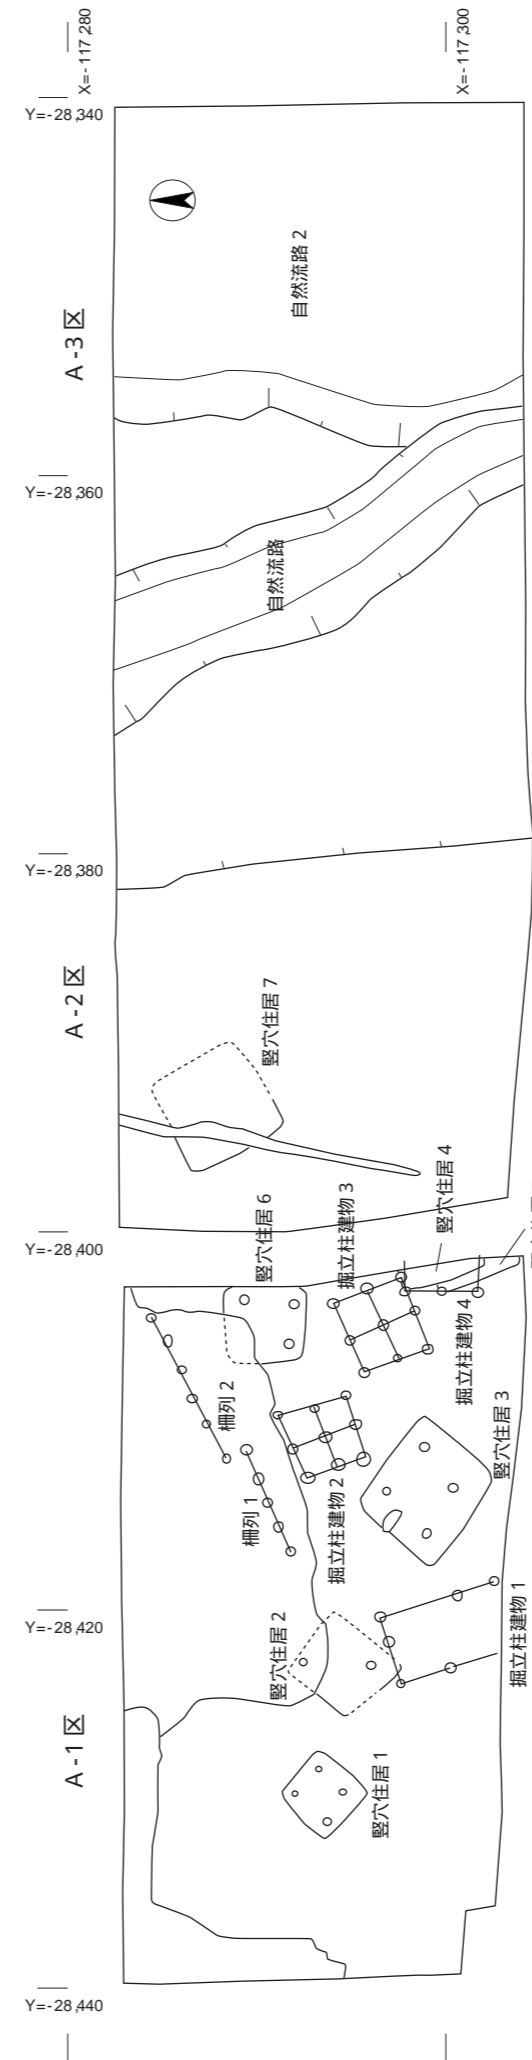 X=-117,280
X=-117,300
Y=-28,340
自然流路 2
A-3 区
Y=-28,360
自然流路
Y=-28,380
A-2 区
竪穴住居 7
竪穴住居 4
竪穴住居 6
掘立柱建物 3
Y=-28,400
掘立柱建物 4
柵列 2
竪穴住居 3
柵列 1
掘立柱建物 2
Y=-28,420
竪穴住居 2
掘立柱建物 1
A-1 区
竪穴住居 1
Y=-28,440